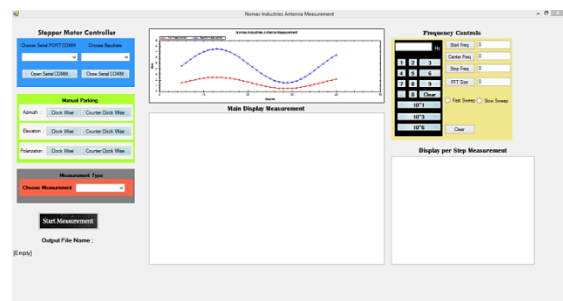 Nomas Industries Antenna Measurement
Stepper Motor Controller
Choose Serial PORT COMM
Choose Baudrate
Open Serial COMM
Close Serial COMM
Manual Parking
Azimuth :
Clock Wise
Counter Clock Wise
Elevation :
Clock Wise
Counter Clock Wise
Polarization :
Clock Wise
Counter Clock Wise
Measurement Type
Choose Measurement
Start Measurement
Output File Name :
[Empty]
Nomas Industries Antenna Measurement
Main Display Measurement
Frequency Controls
Hz
1 2 3
4 5 6
7 8 9
0 Clear
10^1
10^3
10^6
Start Freq 0
Center Freq 0
Stop Freq 0
FFT Size 0
Fast Sweep Slow Sweep
Clear
Display per Step Measurement